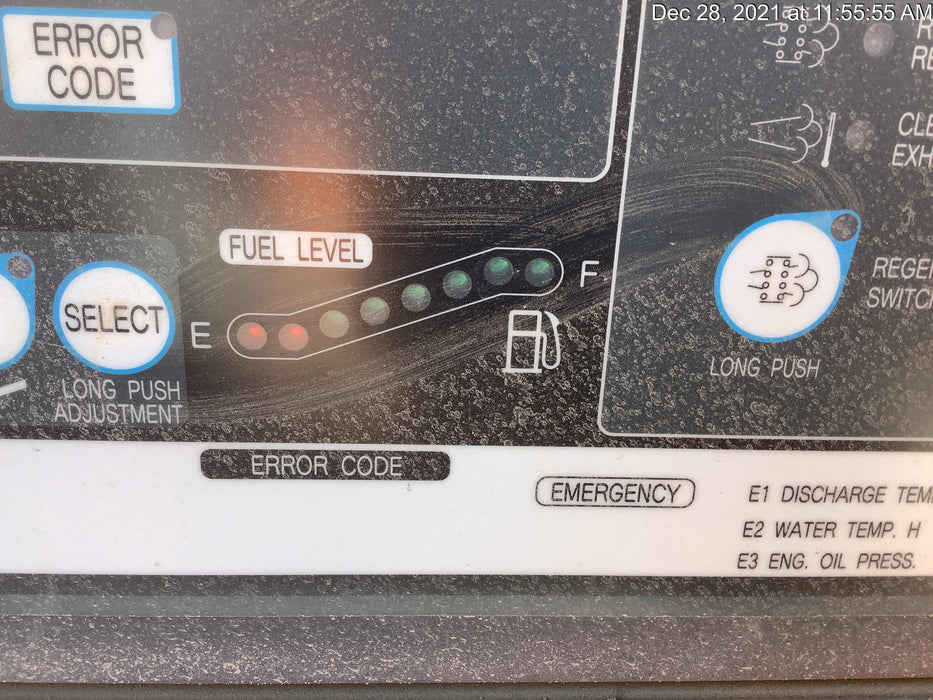 Dec 28, 2021 at 11:55:55 AM
ERROR
CODE
FUEL LEVEL
E
F
SELECT
LONG PUSH
ADJUSTMENT
LONG PUSH
ERROR CODE
EMERGENCY
E1 DISCHARGE
E2 WATER TEMP. H
E3 ENG. OIL PRESS.